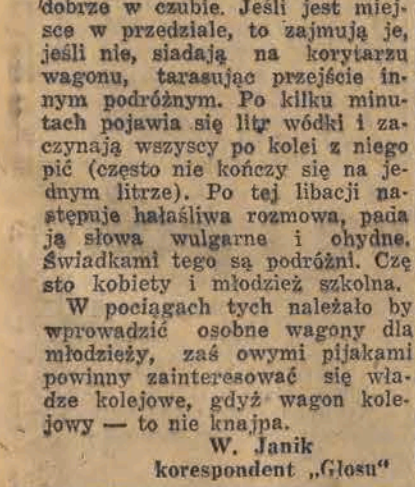 dobrze w czubie. Jeśli jest miej-
sce w przedziale, to zajmują je,
jeśli nie, siadają na korytarzu
wagonu, tarasując przejście in-
nym podróżnym. Po kilku minu-
tach pojawia się litr wódki i za-
czynają wszyscy po kolei z niego
pić (często nie kończy się na je-
dnym litrze). Po tej libacji na-
stępuje hałaśliwa rozmowa, pada
ją słowa wulgarne i ohydne.
Świadkami tego są podróżni. Czę
sto kobiety i młodzież szkolna.
W pociągach tych należało by
wprowadzić osobne wagony dla
młodzieży, zaś owymi pijakami
powinny zainteresować się wła-
dze kolejowe, gdyż wagon kole-
jowy — to nie knajpa.
W. Janik
korespondent „Głosu"